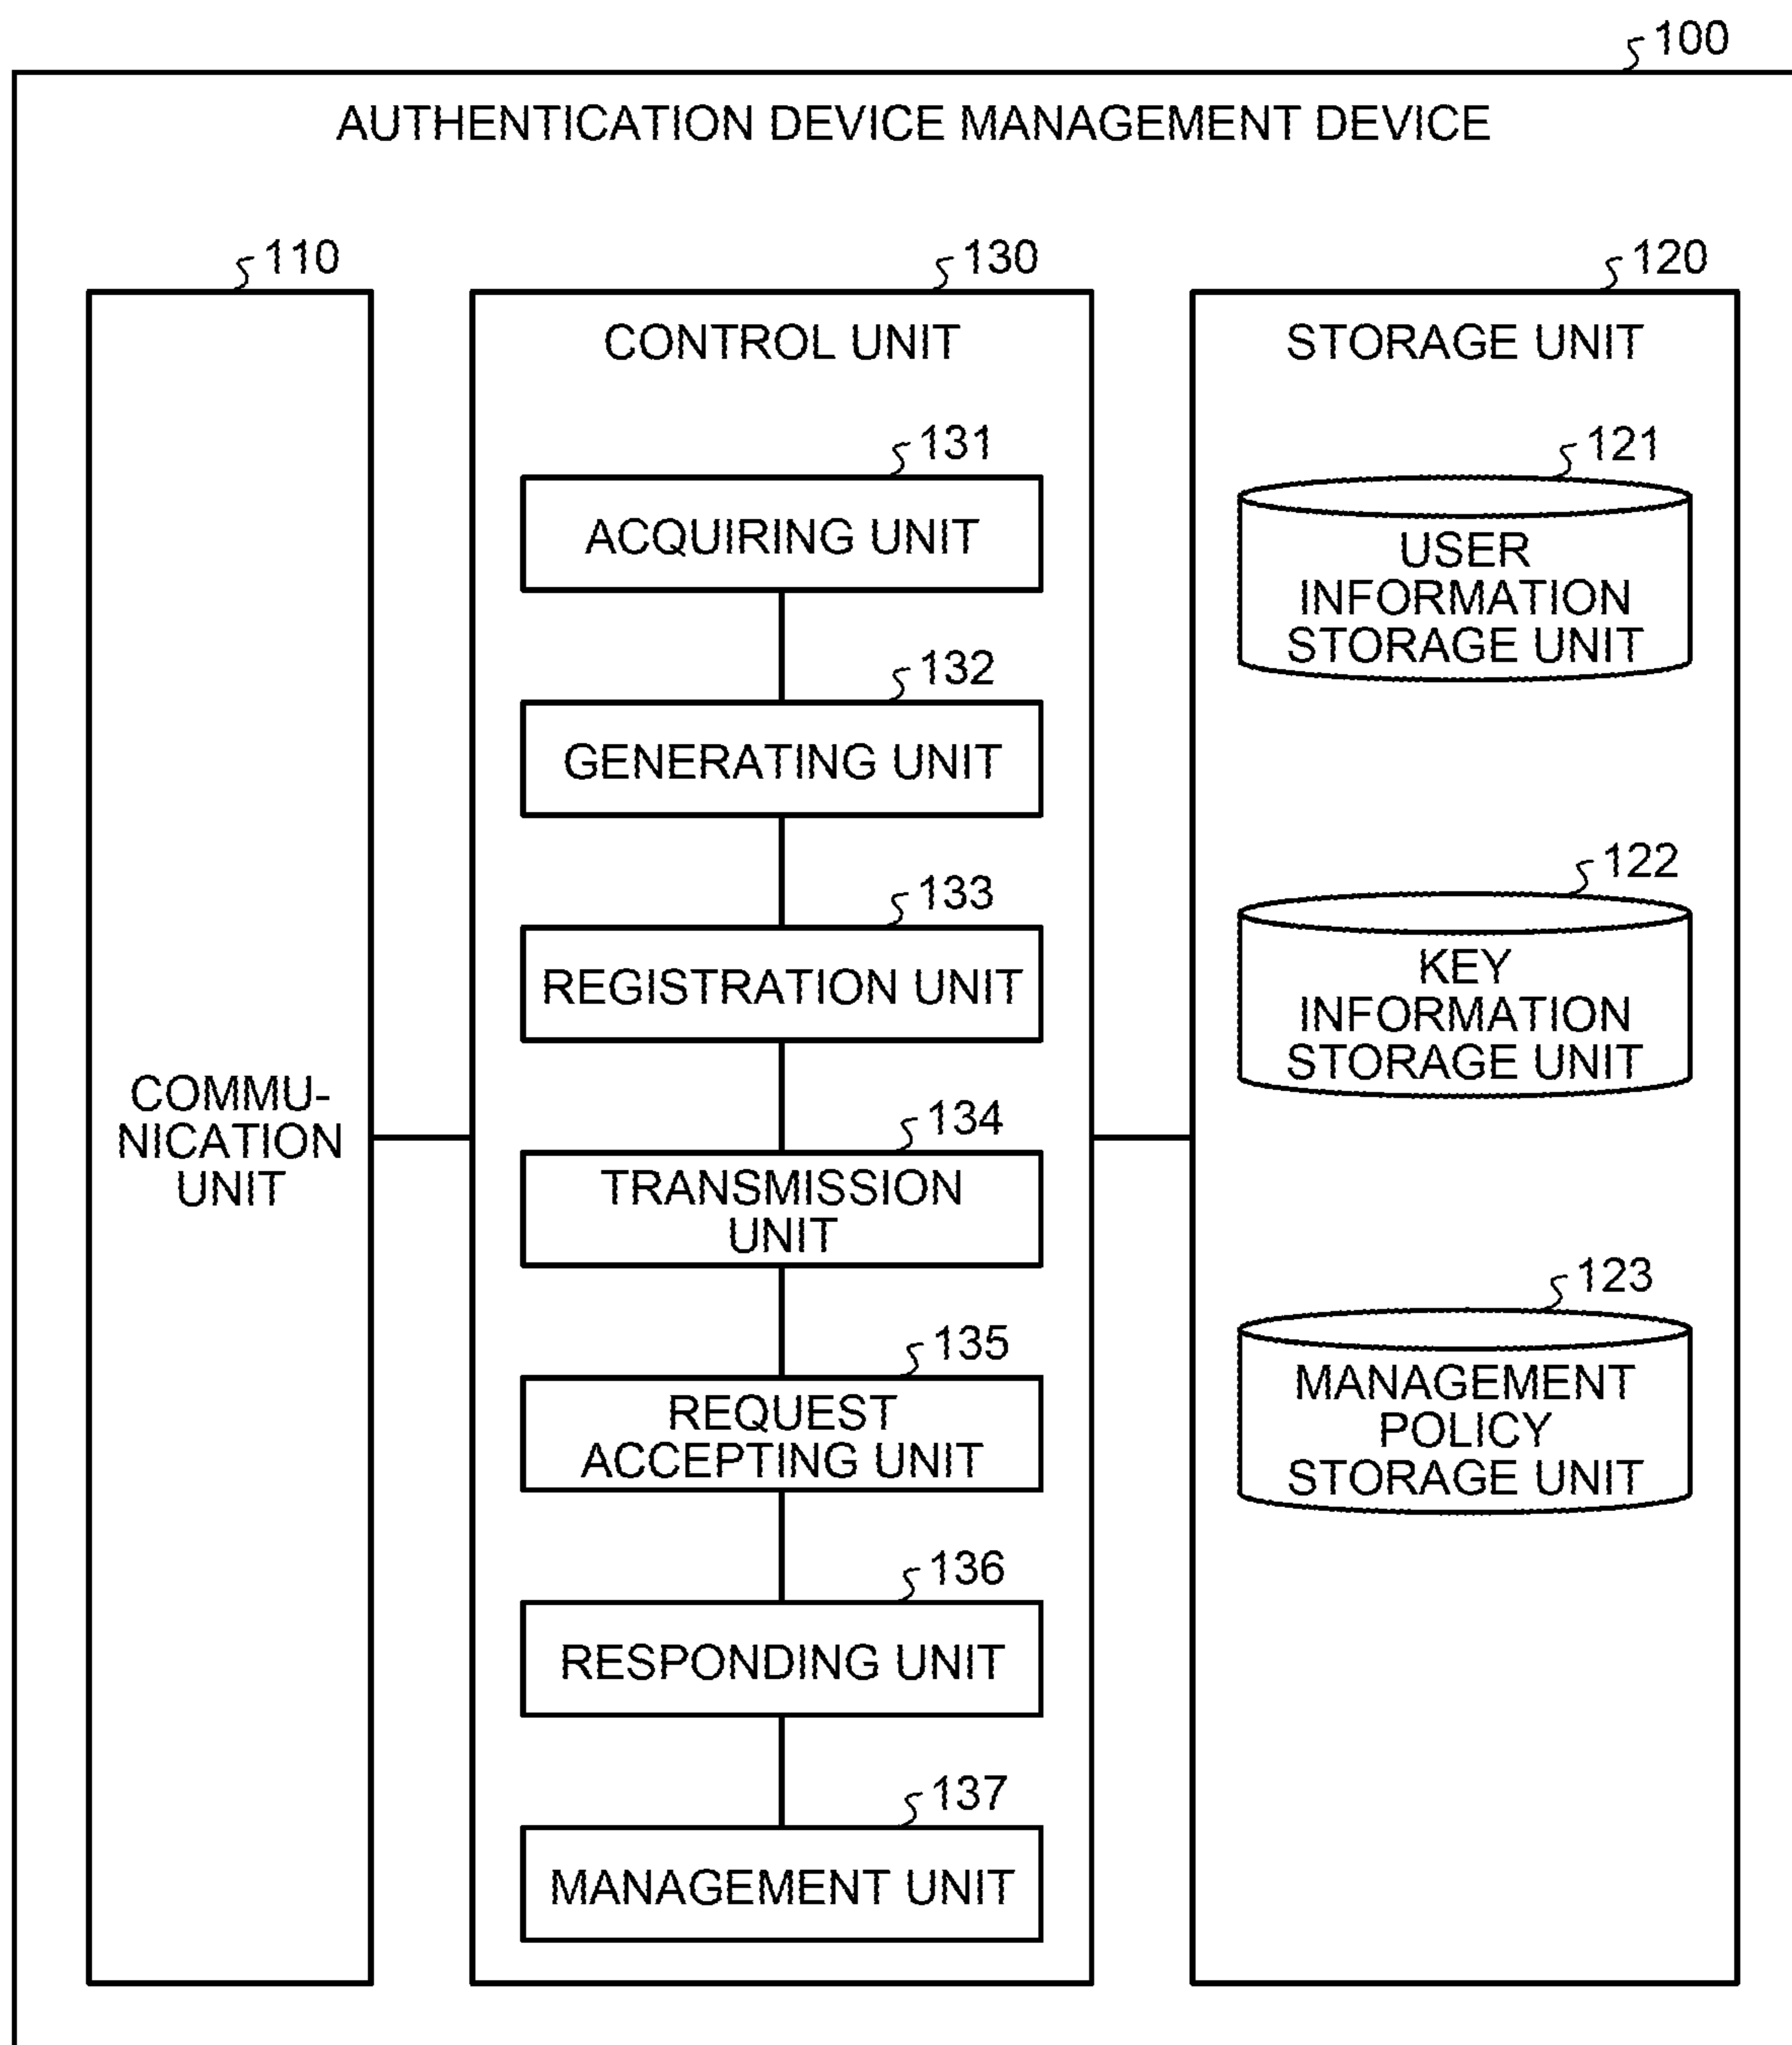 100
AUTHENTICATION DEVICE MANAGEMENT DEVICE
110
COMMU-
NICATION
UNIT
130
CONTROL UNIT
131
ACQUIRING UNIT
132
GENERATING UNIT
133
REGISTRATION UNIT
134
TRANSMISSION
UNIT
135
REQUEST
ACCEPTING UNIT
136
RESPONDING UNIT
137
MANAGEMENT UNIT
120
STORAGE UNIT
121
USER
INFORMATION
STORAGE UNIT
122
KEY
INFORMATION
STORAGE UNIT
123
MANAGEMENT
POLICY
STORAGE UNIT